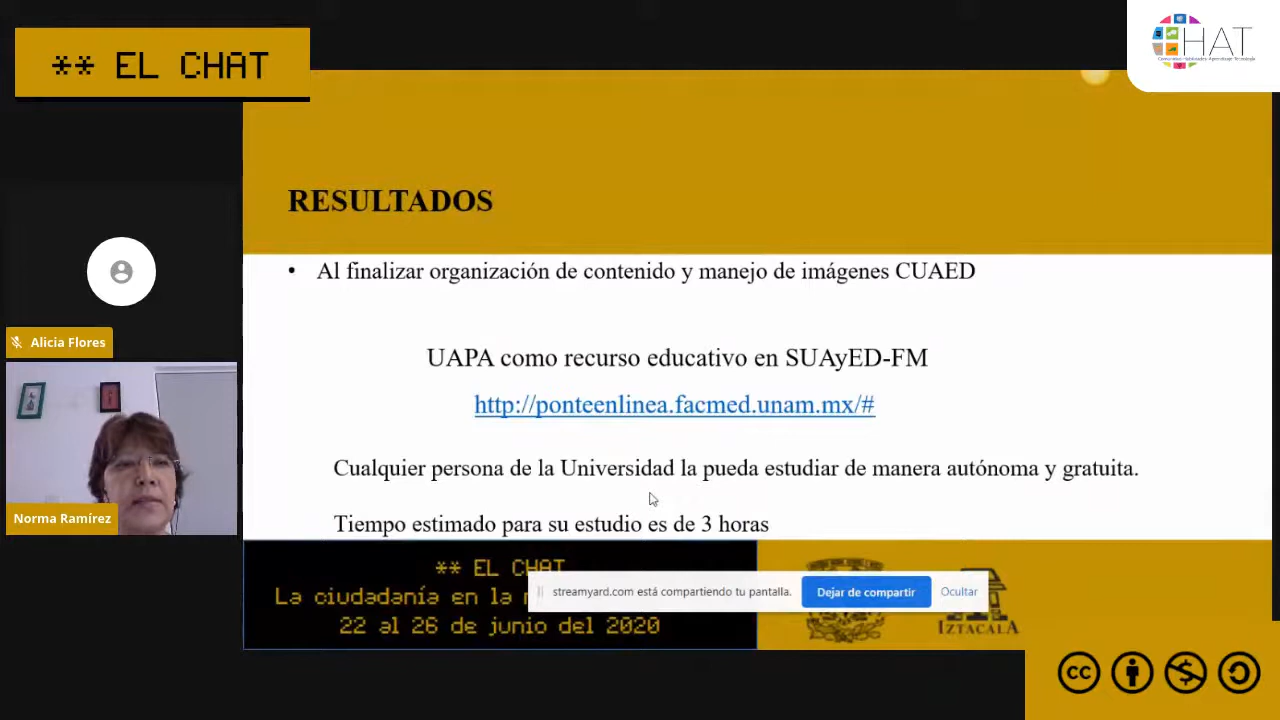 ** EL CHAT
HAT
RESULTADOS
• Al finalizar organización de contenido y manejo de imágenes CUAED
UAPA como recurso educativo en SUAyED-FM
http://ponteenlinea.facmed.unam.mx/#
Cualquier persona de la Universidad la pueda estudiar de manera autónoma y gratuita.
Tiempo estimado para su estudio es de 3 horas
Alicia Flores
Norma Ramírez
** EL CHAT
La ciudadanía en la
22 al 26 de junio del 2020
streamyard.com está compartiendo tu pantalla.
Dejar de compartir
Ocultar
IZTACALA
cc